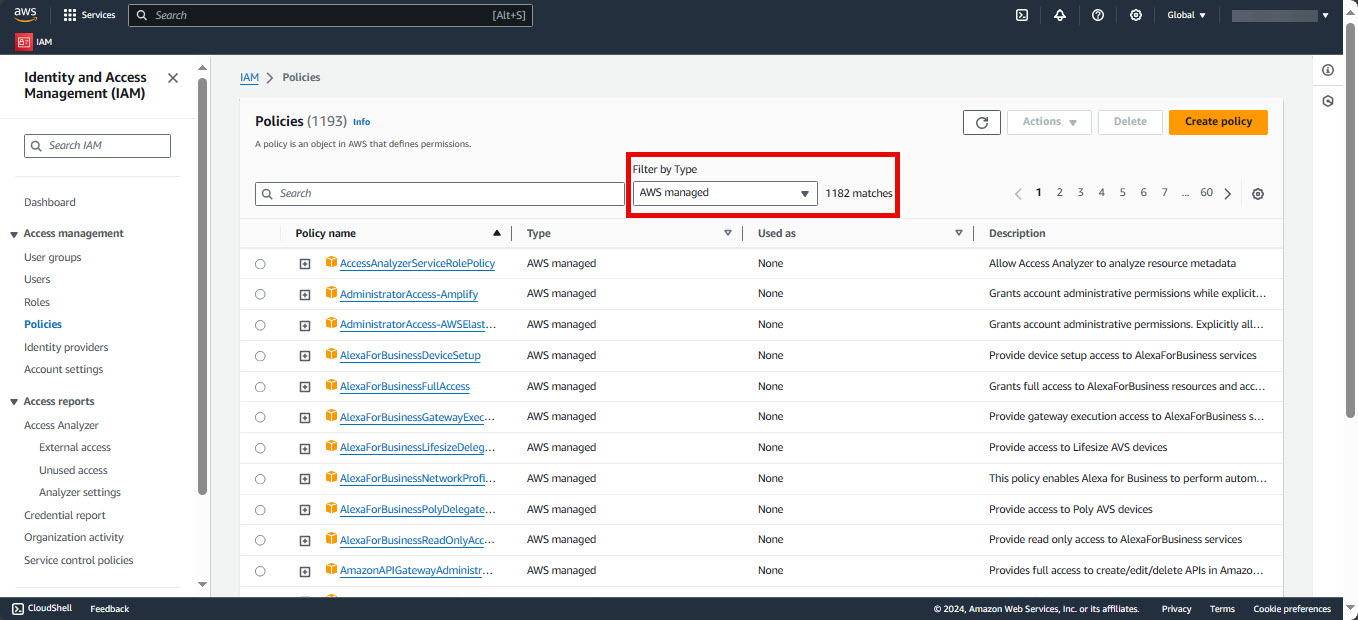 aws Services Search [Alt+S] Global
IAM
Identity and Access
Management (IAM)
Search IAM
Dashboard
Access management
User groups
Users
Roles
Policies
Identity providers
Account settings
Access reports
Access Analyzer
External access
Unused access
Analyzer settings
Credential report
Organization activity
Service control policies
IAM > Policies
Policies (1193) Info
A policy is an object in AWS that defines permissions.
Actions Delete Create policy
Filter by Type
Search AWS managed 1182 matches 1 2 3 4 5 6 7 ... 60
Policy name Type Used as Description
AccessAnalyzerServiceRolePolicy AWS managed None Allow Access Analyzer to analyze resource metadata
AdministratorAccess-Amplify AWS managed None Grants account administrative permissions while explicit...
AdministratorAccess-AWSElast... AWS managed None Grants account administrative permissions. Explicitly all...
AlexaForBusinessDeviceSetup AWS managed None Provide device setup access to AlexaForBusiness services
AlexaForBusinessFullAccess AWS managed None Grants full access to AlexaForBusiness resources and acc...
AlexaForBusinessGatewayExec... AWS managed None Provide gateway execution access to AlexaForBusiness s...
AlexaForBusinessLifesizeDeleg... AWS managed None Provide access to Lifesize AVS devices
AlexaForBusinessNetworkProfi... AWS managed None This policy enables Alexa for Business to perform autom...
AlexaForBusinessPolyDelegate... AWS managed None Provide access to Poly AVS devices
AlexaForBusinessReadOnlyAcc... AWS managed None Provide read only access to AlexaForBusiness services
AmazonAPIGatewayAdministr... AWS managed None Provides full access to create/edit/delete APIs in Amazo...
CloudShell Feedback © 2024, Amazon Web Services, Inc. or its affiliates. Privacy Terms Cookie preferences